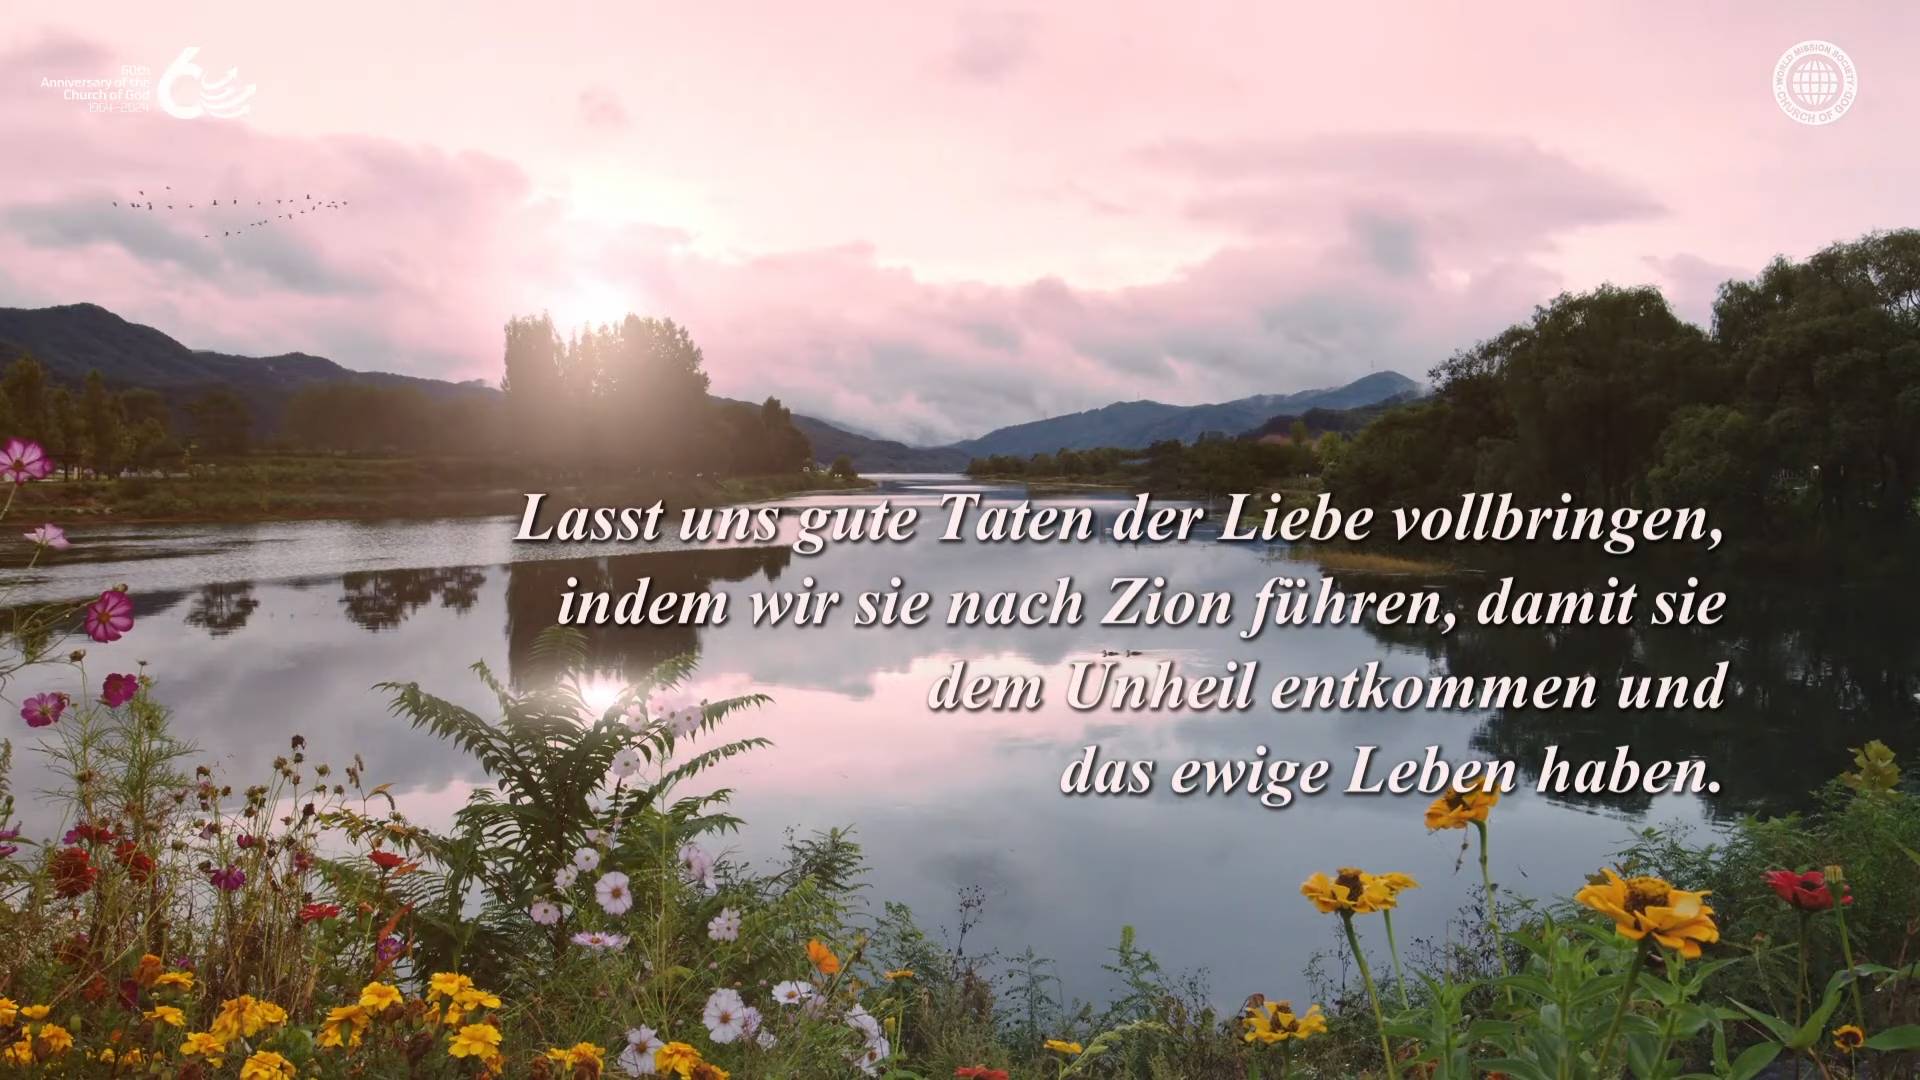 60th
Anniversary of the
Church of God
1964-2024
WORLD MISSION SOCIETY
CHURCH OF GOD
Lasst uns gute Taten der Liebe vollbringen,
indem wir sie nach Zion führen, damit sie
dem Unheil entkommen und
das ewige Leben haben.